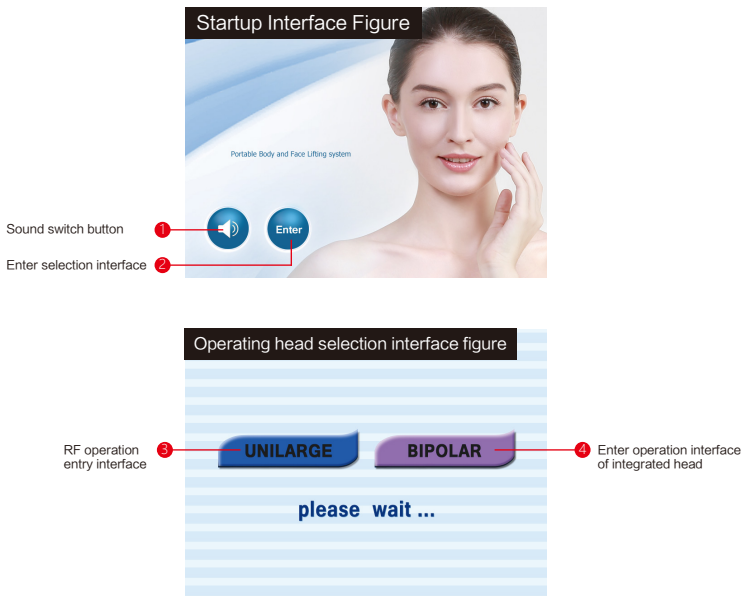 Startup Interface Figure
Portable Body and Face Lifting system
Sound switch button
1
Enter
Enter selection interface
2
Operating head selection interface figure
RF operation
entry interface
3
UNILARGE
BIPOLAR
4
Enter operation interface
of integrated head
please wait ...